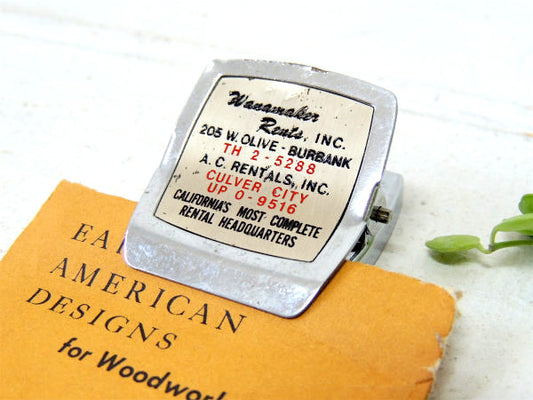 Wanamaker
Rents, INC.
205 W. OLIVE - BURBANK
TH 2 - 5288
A. C. RENTALS, INC.
CULVER CITY
UP 0 - 9516
CALIFORNIA'S MOST COMPLETE
RENTAL HEADQUARTERS
AMERICAN
DESIGNS
for